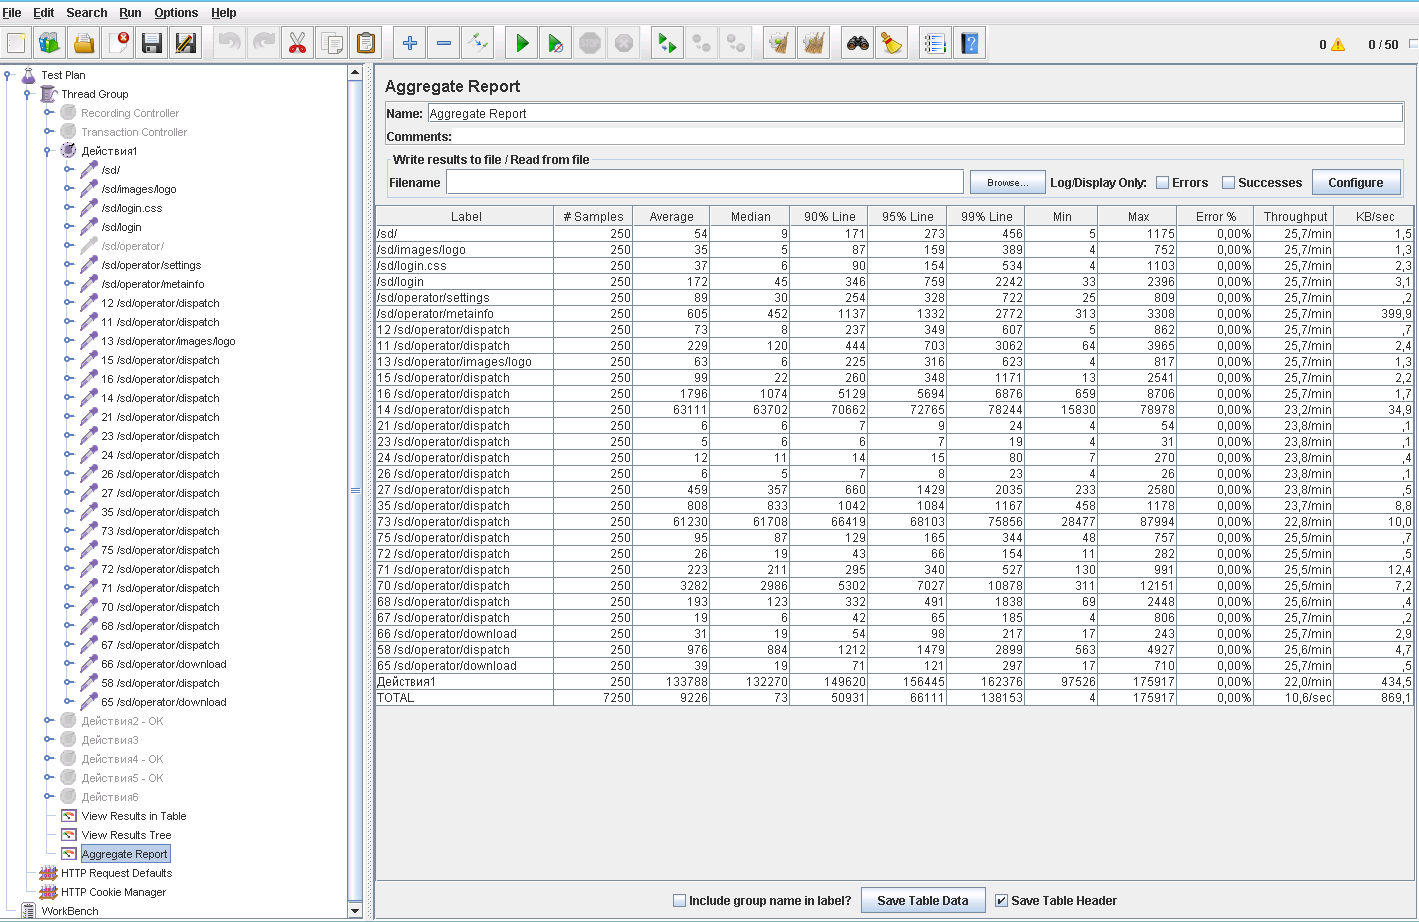 File Edit Search Run Options Help
0 0 / 50
Test Plan
Thread Group
Recording Controller
Transaction Controller
Действия1
/sd/
/sd/images/logo
/sd/login.css
/sd/login
/sd/operator/
/sd/operator/settings
/sd/operator/metainfo
12 /sd/operator/dispatch
11 /sd/operator/dispatch
13 /sd/operator/images/logo
15 /sd/operator/dispatch
16 /sd/operator/dispatch
14 /sd/operator/dispatch
21 /sd/operator/dispatch
23 /sd/operator/dispatch
24 /sd/operator/dispatch
26 /sd/operator/dispatch
27 /sd/operator/dispatch
35 /sd/operator/dispatch
73 /sd/operator/dispatch
75 /sd/operator/dispatch
72 /sd/operator/dispatch
71 /sd/operator/dispatch
70 /sd/operator/dispatch
68 /sd/operator/dispatch
67 /sd/operator/dispatch
66 /sd/operator/download
58 /sd/operator/dispatch
65 /sd/operator/download
Действия2 - OK
Действия3
Действия4 - OK
Действия5 - OK
Действия6
View Results in Table
View Results Tree
Aggregate Report
HTTP Request Defaults
HTTP Cookie Manager
WorkBench
Aggregate Report
Name: Aggregate Report
Comments:
Write results to file / Read from file
Filename Browse... Log/Display Only: Errors Successes Configure
Label # Samples Average Median 90% Line 95% Line 99% Line Min Max Error % Throughput KB/sec
/sd/ 250 54 9 171 273 456 5 1175 0,00% 25,7/min 1,5
/sd/images/logo 250 35 5 87 159 389 4 752 0,00% 25,7/min 1,3
/sd/login.css 250 37 6 90 154 534 4 1103 0,00% 25,7/min 2,3
/sd/login 250 172 45 346 759 2242 33 2396 0,00% 25,7/min 3,1
/sd/operator/settings 250 89 30 254 328 722 25 809 0,00% 25,7/min ,2
/sd/operator/metainfo 250 605 452 1137 1332 2772 313 3308 0,00% 25,7/min 399,9
12 /sd/operator/dispatch 250 73 8 237 349 607 5 862 0,00% 25,7/min ,7
11 /sd/operator/dispatch 250 229 120 444 703 3062 64 3965 0,00% 25,7/min 2,4
13 /sd/operator/images/logo 250 63 6 225 316 623 4 817 0,00% 25,7/min 1,3
15 /sd/operator/dispatch 250 99 22 260 348 1171 13 2541 0,00% 25,7/min 2,2
16 /sd/operator/dispatch 250 1796 1074 5129 5694 6876 659 8706 0,00% 25,7/min 1,7
14 /sd/operator/dispatch 250 63111 63702 70662 72765 78244 15830 78978 0,00% 23,2/min 34,9
21 /sd/operator/dispatch 250 6 6 7 9 24 4 54 0,00% 23,8/min ,1
23 /sd/operator/dispatch 250 5 6 6 7 19 4 31 0,00% 23,8/min ,1
24 /sd/operator/dispatch 250 12 11 14 15 80 7 270 0,00% 23,8/min ,4
26 /sd/operator/dispatch 250 6 5 7 8 23 4 26 0,00% 23,8/min ,1
27 /sd/operator/dispatch 250 459 357 660 1429 2035 233 2580 0,00% 23,8/min ,5
35 /sd/operator/dispatch 250 808 833 1042 1084 1167 458 1178 0,00% 23,7/min 8,8
73 /sd/operator/dispatch 250 61230 61708 66419 68103 75856 28477 87994 0,00% 22,8/min 10,0
75 /sd/operator/dispatch 250 95 87 129 165 344 48 757 0,00% 25,5/min ,7
72 /sd/operator/dispatch 250 26 19 43 66 154 11 282 0,00% 25,5/min ,5
71 /sd/operator/dispatch 250 223 211 295 340 527 130 991 0,00% 25,5/min 12,4
70 /sd/operator/dispatch 250 3282 2986 5302 7027 10878 311 12151 0,00% 25,5/min 7,2
68 /sd/operator/dispatch 250 193 123 332 491 1838 69 2448 0,00% 25,6/min ,4
67 /sd/operator/dispatch 250 19 6 42 65 185 4 806 0,00% 25,7/min ,2
66 /sd/operator/download 250 31 19 54 98 217 17 243 0,00% 25,7/min 2,9
58 /sd/operator/dispatch 250 976 884 1212 1479 2899 563 4927 0,00% 25,6/min 4,7
65 /sd/operator/download 250 39 19 71 121 297 17 710 0,00% 25,7/min ,5
Действия1 250 133788 132270 149620 156445 162376 97526 175917 0,00% 22,0/min 434,5
TOTAL 7250 9226 73 50931 66111 138153 4 175917 0,00% 10,6/sec 869,1
Include group name in label? Save Table Data Save Table Header